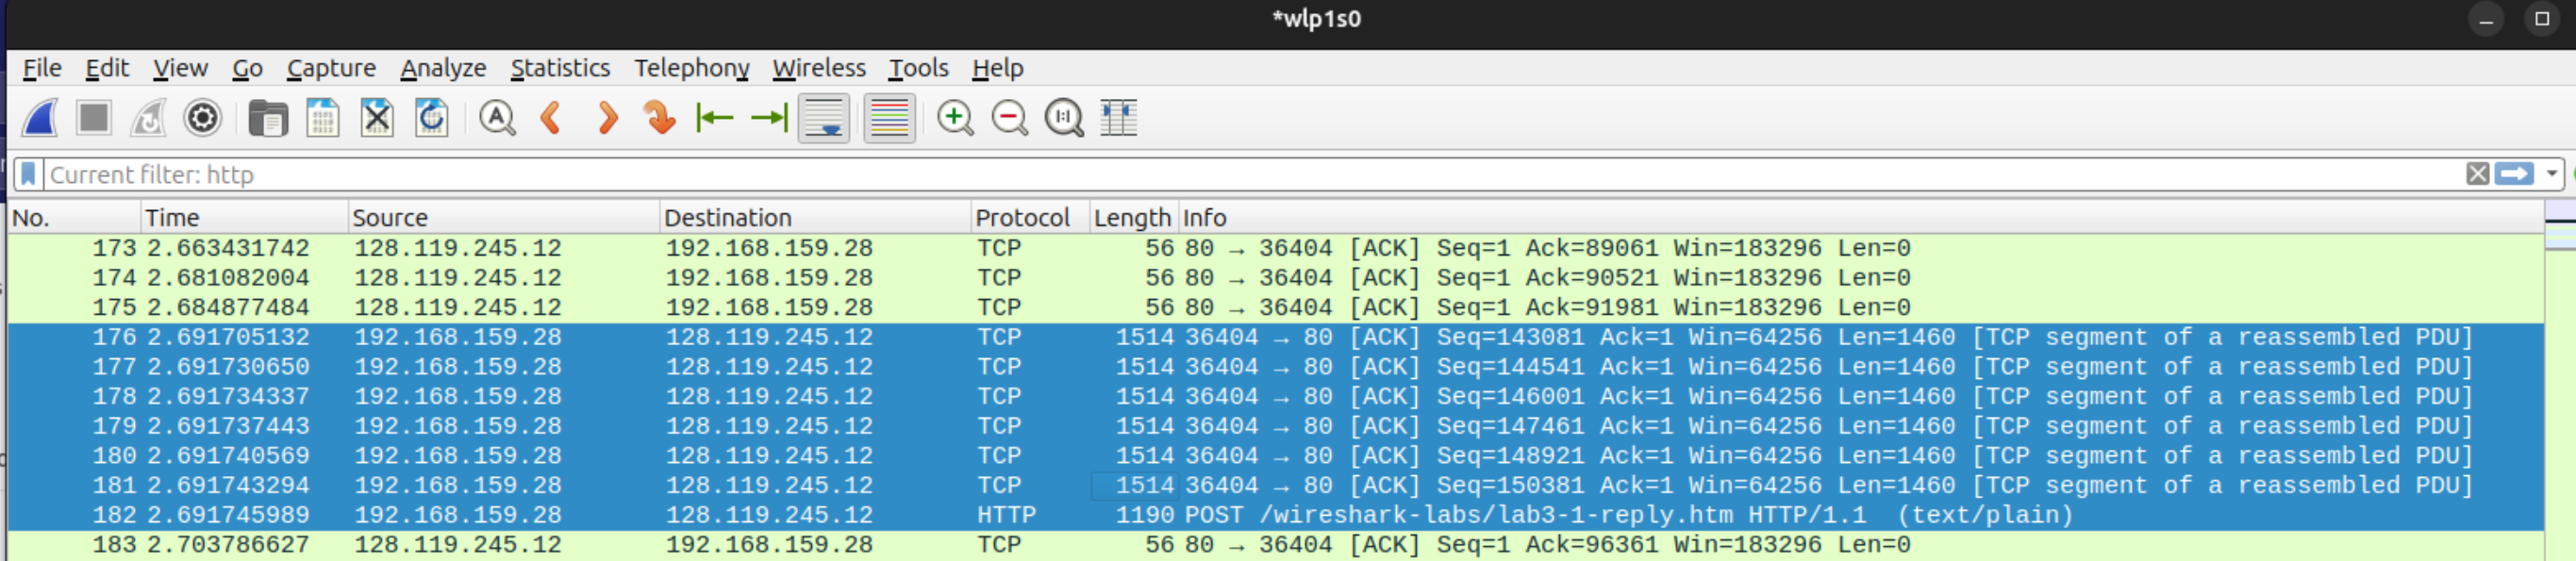 *wlp1s0
File Edit View Go Capture Analyze Statistics Telephony Wireless Tools Help
Current filter: http
No. Time Source Destination Protocol Length Info
173 2.663431742 128.119.245.12 192.168.159.28 TCP 56 80 → 36404 [ACK] Seq=1 Ack=89061 Win=183296 Len=0
174 2.681082004 128.119.245.12 192.168.159.28 TCP 56 80 → 36404 [ACK] Seq=1 Ack=90521 Win=183296 Len=0
175 2.684877484 128.119.245.12 192.168.159.28 TCP 56 80 → 36404 [ACK] Seq=1 Ack=91981 Win=183296 Len=0
176 2.691705132 192.168.159.28 128.119.245.12 TCP 1514 36404 → 80 [ACK] Seq=143081 Ack=1 Win=64256 Len=1460 [TCP segment of a reassembled PDU]
177 2.691730650 192.168.159.28 128.119.245.12 TCP 1514 36404 → 80 [ACK] Seq=144541 Ack=1 Win=64256 Len=1460 [TCP segment of a reassembled PDU]
178 2.691734337 192.168.159.28 128.119.245.12 TCP 1514 36404 → 80 [ACK] Seq=146001 Ack=1 Win=64256 Len=1460 [TCP segment of a reassembled PDU]
179 2.691737443 192.168.159.28 128.119.245.12 TCP 1514 36404 → 80 [ACK] Seq=147461 Ack=1 Win=64256 Len=1460 [TCP segment of a reassembled PDU]
180 2.691740569 192.168.159.28 128.119.245.12 TCP 1514 36404 → 80 [ACK] Seq=148921 Ack=1 Win=64256 Len=1460 [TCP segment of a reassembled PDU]
181 2.691743294 192.168.159.28 128.119.245.12 TCP 1514 36404 → 80 [ACK] Seq=150381 Ack=1 Win=64256 Len=1460 [TCP segment of a reassembled PDU]
182 2.691745989 192.168.159.28 128.119.245.12 HTTP 1190 POST /wireshark-labs/lab3-1-reply.htm HTTP/1.1 (text/plain)
183 2.703786627 128.119.245.12 192.168.159.28 TCP 56 80 → 36404 [ACK] Seq=1 Ack=96361 Win=183296 Len=0